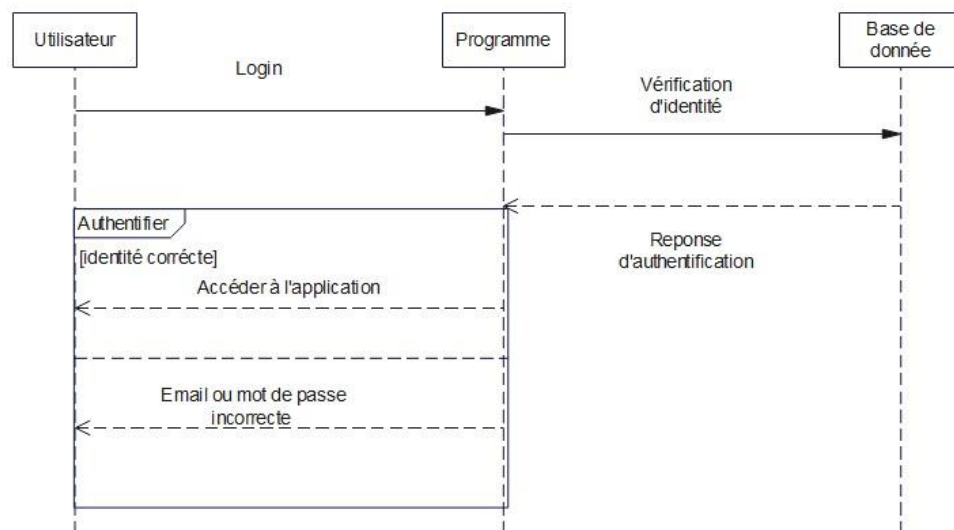 Utilisateur
Programme
Base de
donnée
Login
Vérification
d'identité
Authentifier
[identité corrécte]
Reponse
d'authentification
Accéder à l'application
Email ou mot de passe
incorrecte